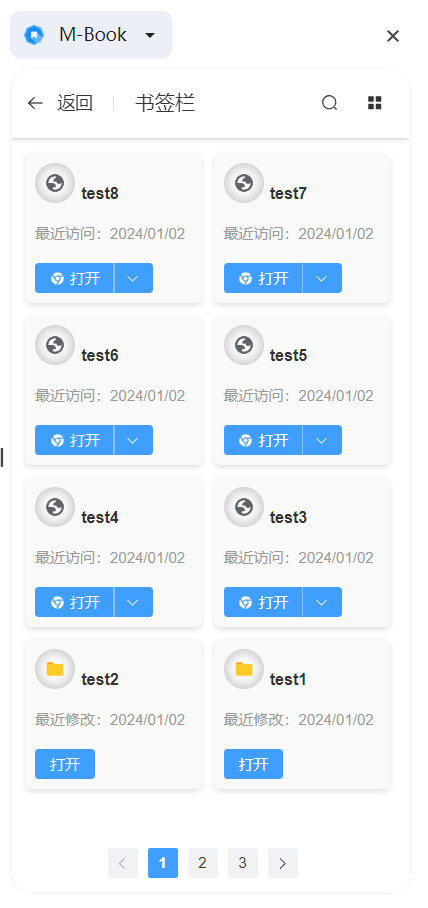 M-Book
返回 书签栏
test8 test7
最近访问：2024/01/02 最近访问：2024/01/02
打开 打开
test6 test5
最近访问：2024/01/02 最近访问：2024/01/02
打开 打开
test4 test3
最近访问：2024/01/02 最近访问：2024/01/02
打开 打开
test2 test1
最近修改：2024/01/02 最近修改：2024/01/02
打开 打开
1 2 3